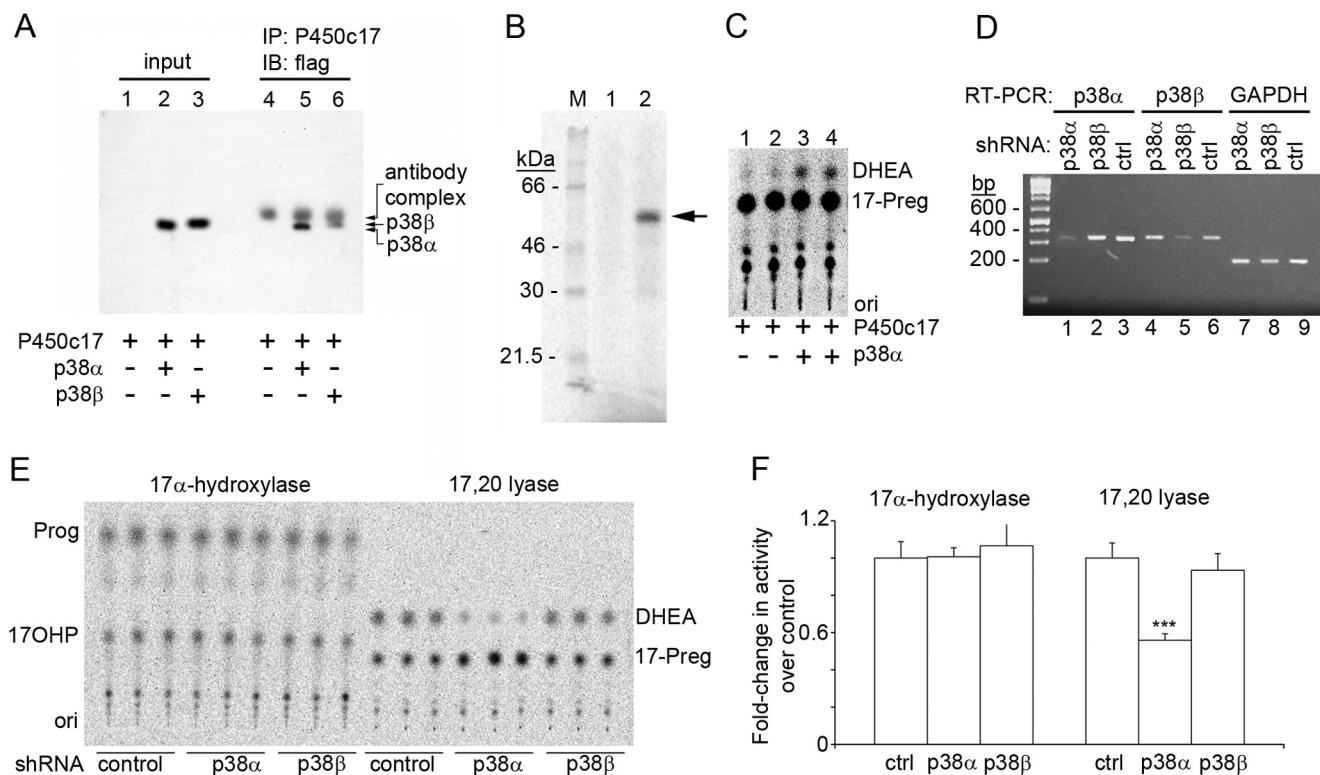 A
IP: P450c17
input IB: flag
1 2 3 4 5 6
antibody
complex
p38β
p38α
P450c17 + + + + + +
p38α - + - - + -
p38β - - + - - +
B
M 1 2
kDa
66 -
46 -
30 -
21.5 -
C
1 2 3 4
DHEA
17-Preg
ori
+ + + + P450c17
- - + + p38α
D
RT-PCR: p38α p38β GAPDH
shRNA: p38α p38β ctrl p38α p38β ctrl p38α p38β ctrl
bp
600 -
400 -
200 -
1 2 3 4 5 6 7 8 9
E
17α-hydroxylase 17,20 lyase
Prog
DHEA
17OHP
17-Preg
ori
shRNA control p38α p38β control p38α p38β
F
17α-hydroxylase 17,20 lyase
Fold-change in activity
over control
1.2
0.6
0
***
ctrl p38α p38β ctrl p38α p38β